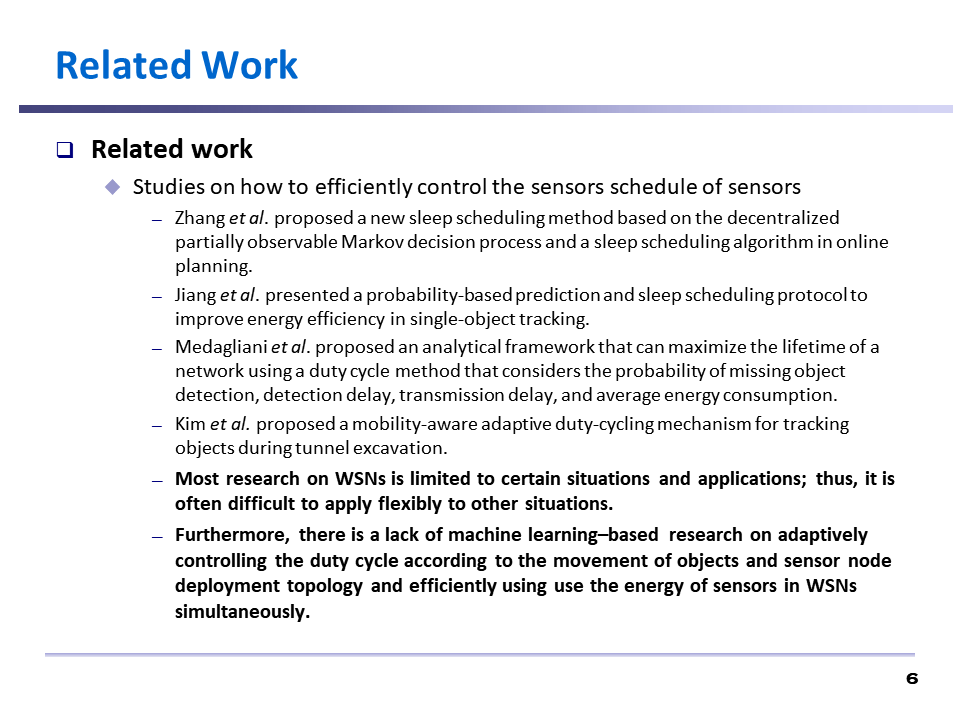 Related Work
Related work
Studies on how to efficiently control the sensors schedule of sensors
Zhang et al. proposed a new sleep scheduling method based on the decentralized
partially observable Markov decision process and a sleep scheduling algorithm in online
planning.
Jiang et al. presented a probability-based prediction and sleep scheduling protocol to
improve energy efficiency in single-object tracking.
Medagliani et al. proposed an analytical framework that can maximize the lifetime of a
network using a duty cycle method that considers the probability of missing object
detection, detection delay, transmission delay, and average energy consumption.
Kim et al. proposed a mobility-aware adaptive duty-cycling mechanism for tracking
objects during tunnel excavation.
Most research on WSNs is limited to certain situations and applications; thus, it is
often difficult to apply flexibly to other situations.
Furthermore, there is a lack of machine learning–based research on adaptively
controlling the duty cycle according to the movement of objects and sensor node
deployment topology and efficiently using use the energy of sensors in WSNs
simultaneously.
6